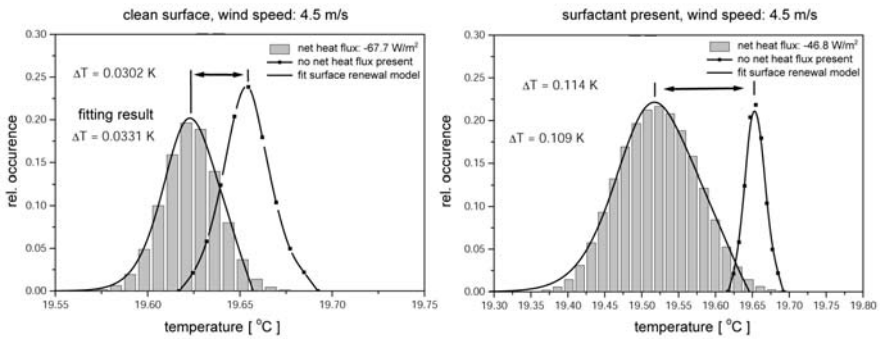 clean surface, wind speed: 4.5 m/s
0.30
0.25
0.20
0.15
0.10
0.05
0.00
rel. occurence
ΔT = 0.0302 K
fitting result
ΔT = 0.0331 K
net heat flux: -67.7 W/m²
no net heat flux present
fit surface renewal model
19.55
19.60
19.65
19.70
19.75
temperature [ °C ]
surfactant present, wind speed: 4.5 m/s
0.30
0.25
0.20
0.15
0.10
0.05
0.00
rel. occurence
ΔT = 0.114 K
ΔT = 0.109 K
net heat flux: -46.8 W/m²
no net heat flux present
fit surface renewal model
19.30
19.35
19.40
19.45
19.50
19.55
19.60
19.65
19.70
19.75
19.80
temperature [ °C ]